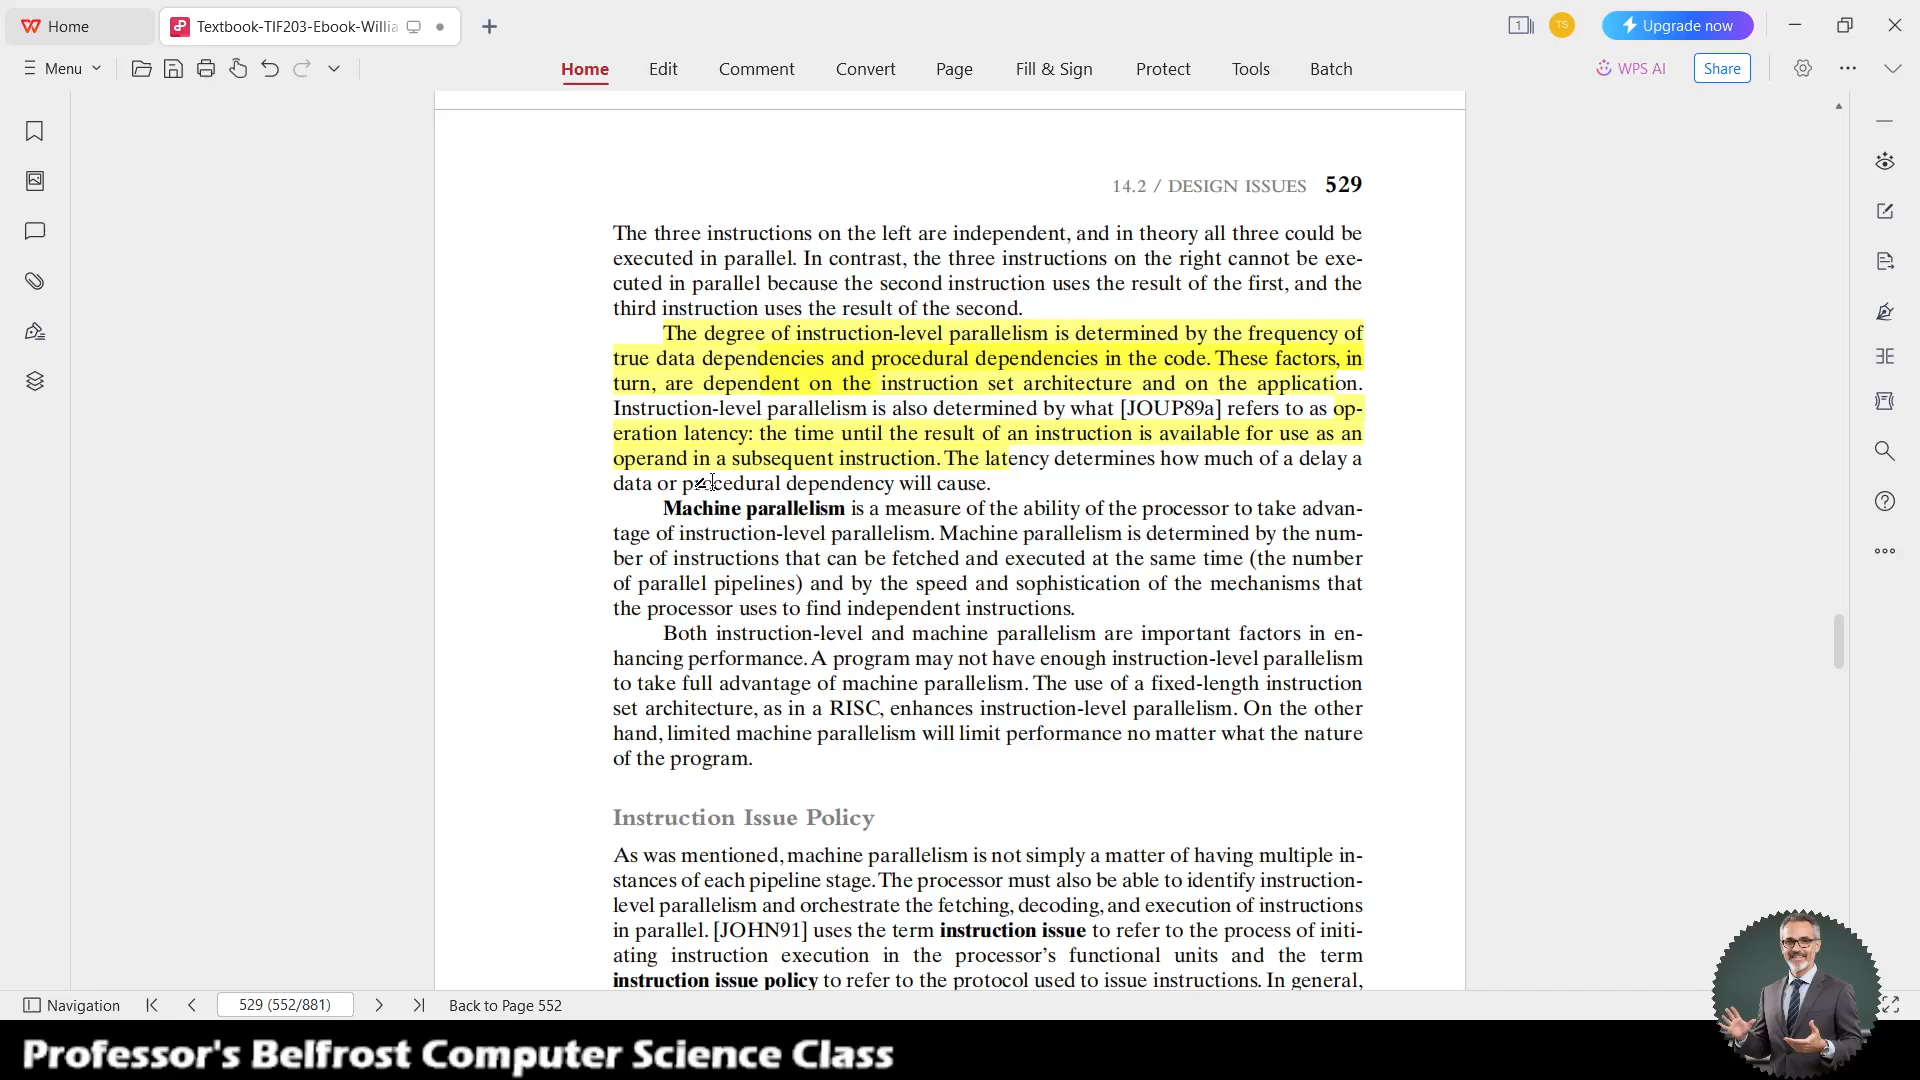 Home
Textbook-TIF203-Ebook-Willia
1
TS
Upgrade now
Menu
Home
Edit
Comment
Convert
Page
Fill & Sign
Protect
Tools
Batch
WPS AI
Share
14.2 / DESIGN ISSUES 529
The three instructions on the left are independent, and in theory all three could be
executed in parallel. In contrast, the three instructions on the right cannot be exe-
cuted in parallel because the second instruction uses the result of the first, and the
third instruction uses the result of the second.
The degree of instruction-level parallelism is determined by the frequency of
true data dependencies and procedural dependencies in the code. These factors, in
turn, are dependent on the instruction set architecture and on the application.
Instruction-level parallelism is also determined by what [JOUP89a] refers to as op-
eration latency: the time until the result of an instruction is available for use as an
operand in a subsequent instruction. The latency determines how much of a delay a
data or procedural dependency will cause.
Machine parallelism is a measure of the ability of the processor to take advan-
tage of instruction-level parallelism. Machine parallelism is determined by the num-
ber of instructions that can be fetched and executed at the same time (the number
of parallel pipelines) and by the speed and sophistication of the mechanisms that
the processor uses to find independent instructions.
Both instruction-level and machine parallelism are important factors in en-
hancing performance. A program may not have enough instruction-level parallelism
to take full advantage of machine parallelism. The use of a fixed-length instruction
set architecture, as in a RISC, enhances instruction-level parallelism. On the other
hand, limited machine parallelism will limit performance no matter what the nature
of the program.
Instruction Issue Policy
As was mentioned, machine parallelism is not simply a matter of having multiple in-
stances of each pipeline stage. The processor must also be able to identify instruction-
level parallelism and orchestrate the fetching, decoding, and execution of instructions
in parallel. [JOHN91] uses the term instruction issue to refer to the process of initi-
ating instruction execution in the processor's functional units and the term
instruction issue policy to refer to the protocol used to issue instructions. In general,
Navigation
529 (552/881)
Back to Page 552
Professor's Belfrost Computer Science Class